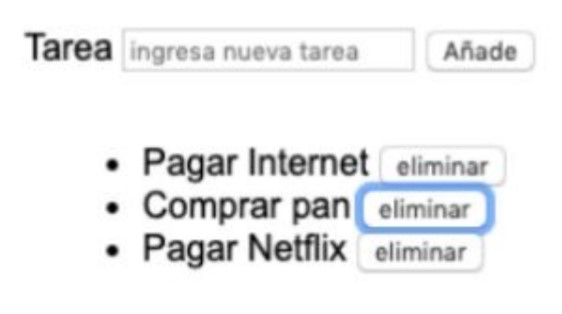 Tarea ingresa nueva tarea Añade
• Pagar Internet eliminar
• Comprar pan eliminar
• Pagar Netflix eliminar